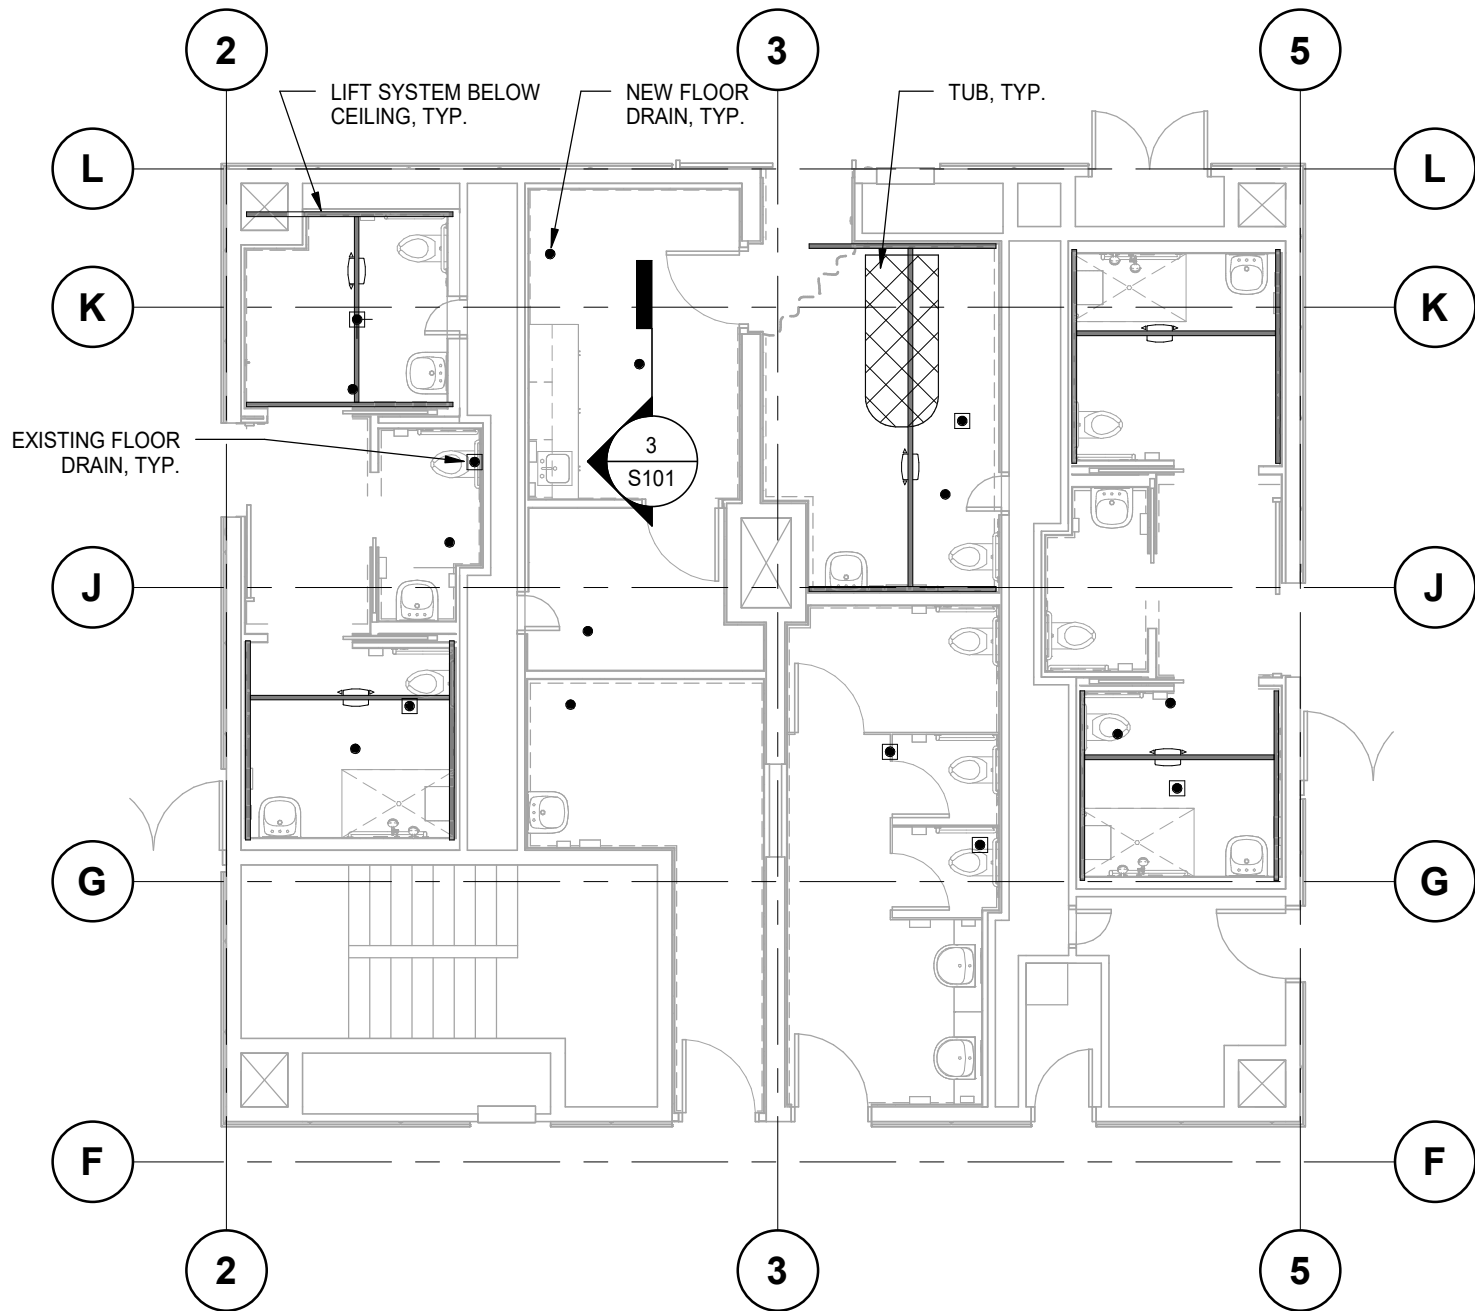 2
3
5
LIFT SYSTEM BELOW
CEILING, TYP.
NEW FLOOR
DRAIN, TYP.
TUB, TYP.
L
L
K
K
EXISTING FLOOR
DRAIN, TYP.
3
S101
J
J
G
G
F
F
2
3
5